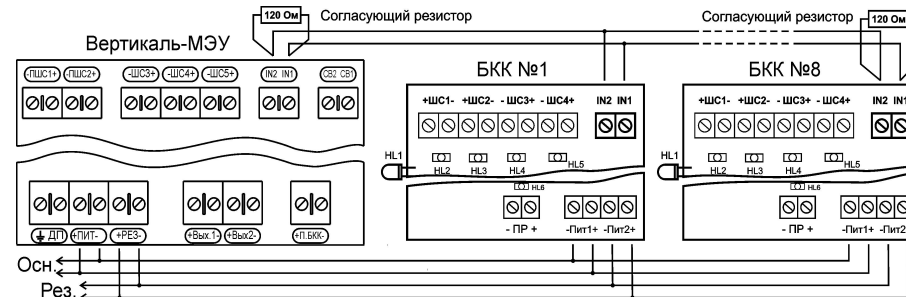 120 Ом Согласующий резистор Согласующий резистор 120 Ом
Вертикаль-МЭУ
БКК №1 БКК №8
-ПШС1+ -ПШС2+ -ШС3+ -ШС4+ -ШС5+ IN2 IN1 СВ2 СВ1
+ШС1- +ШС2- - ШС3+ - ШС4+ IN2 IN1
+ШС1- +ШС2- - ШС3+ - ШС4+ IN2 IN1
HL1 HL2 HL3 HL4 HL5
HL1 HL2 HL3 HL4 HL5
HL6 HL6
ДП +ПИТ- +РЕЗ- +Вых.1- +Вых2- +П.БКК-
- ПР + -Пит1+ -Пит2+
- ПР + -Пит1+ -Пит2
Осн.
Рез.